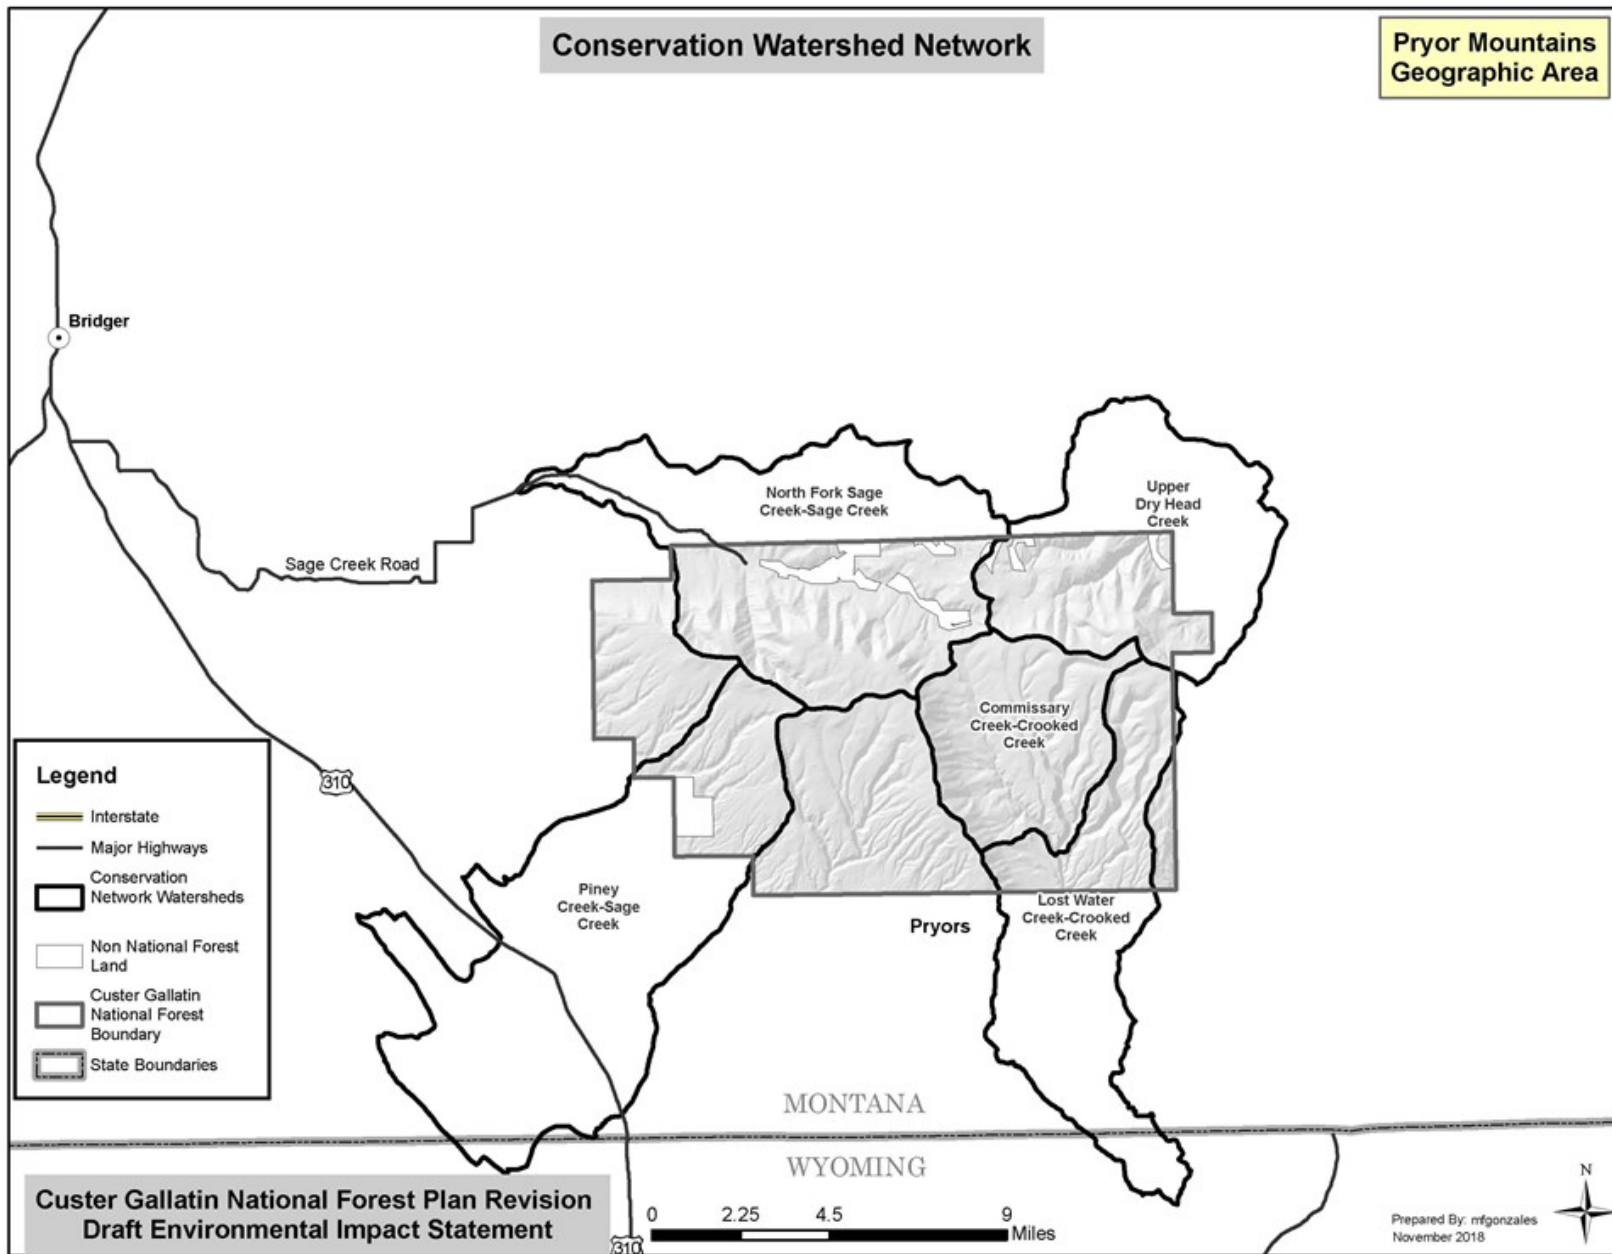 Conservation Watershed Network
Pryor Mountains
Geographic Area
Bridger
North Fork Sage
Creek-Sage Creek
Upper
Dry Head
Creek
Sage Creek Road
Commissary
Creek-Crooked
Creek
310
Piney
Creek-Sage
Creek
Pryors
Lost Water
Creek-Crooked
Creek
Legend
Interstate
Major Highways
Conservation
Network Watersheds
Non National Forest
Land
Custer Gallatin
National Forest
Boundary
State Boundaries
MONTANA
WYOMING
Custer Gallatin National Forest Plan Revision
Draft Environmental Impact Statement
310
0 2.25 4.5 9
Miles
N
Prepared By: mfgonzales
November 2018